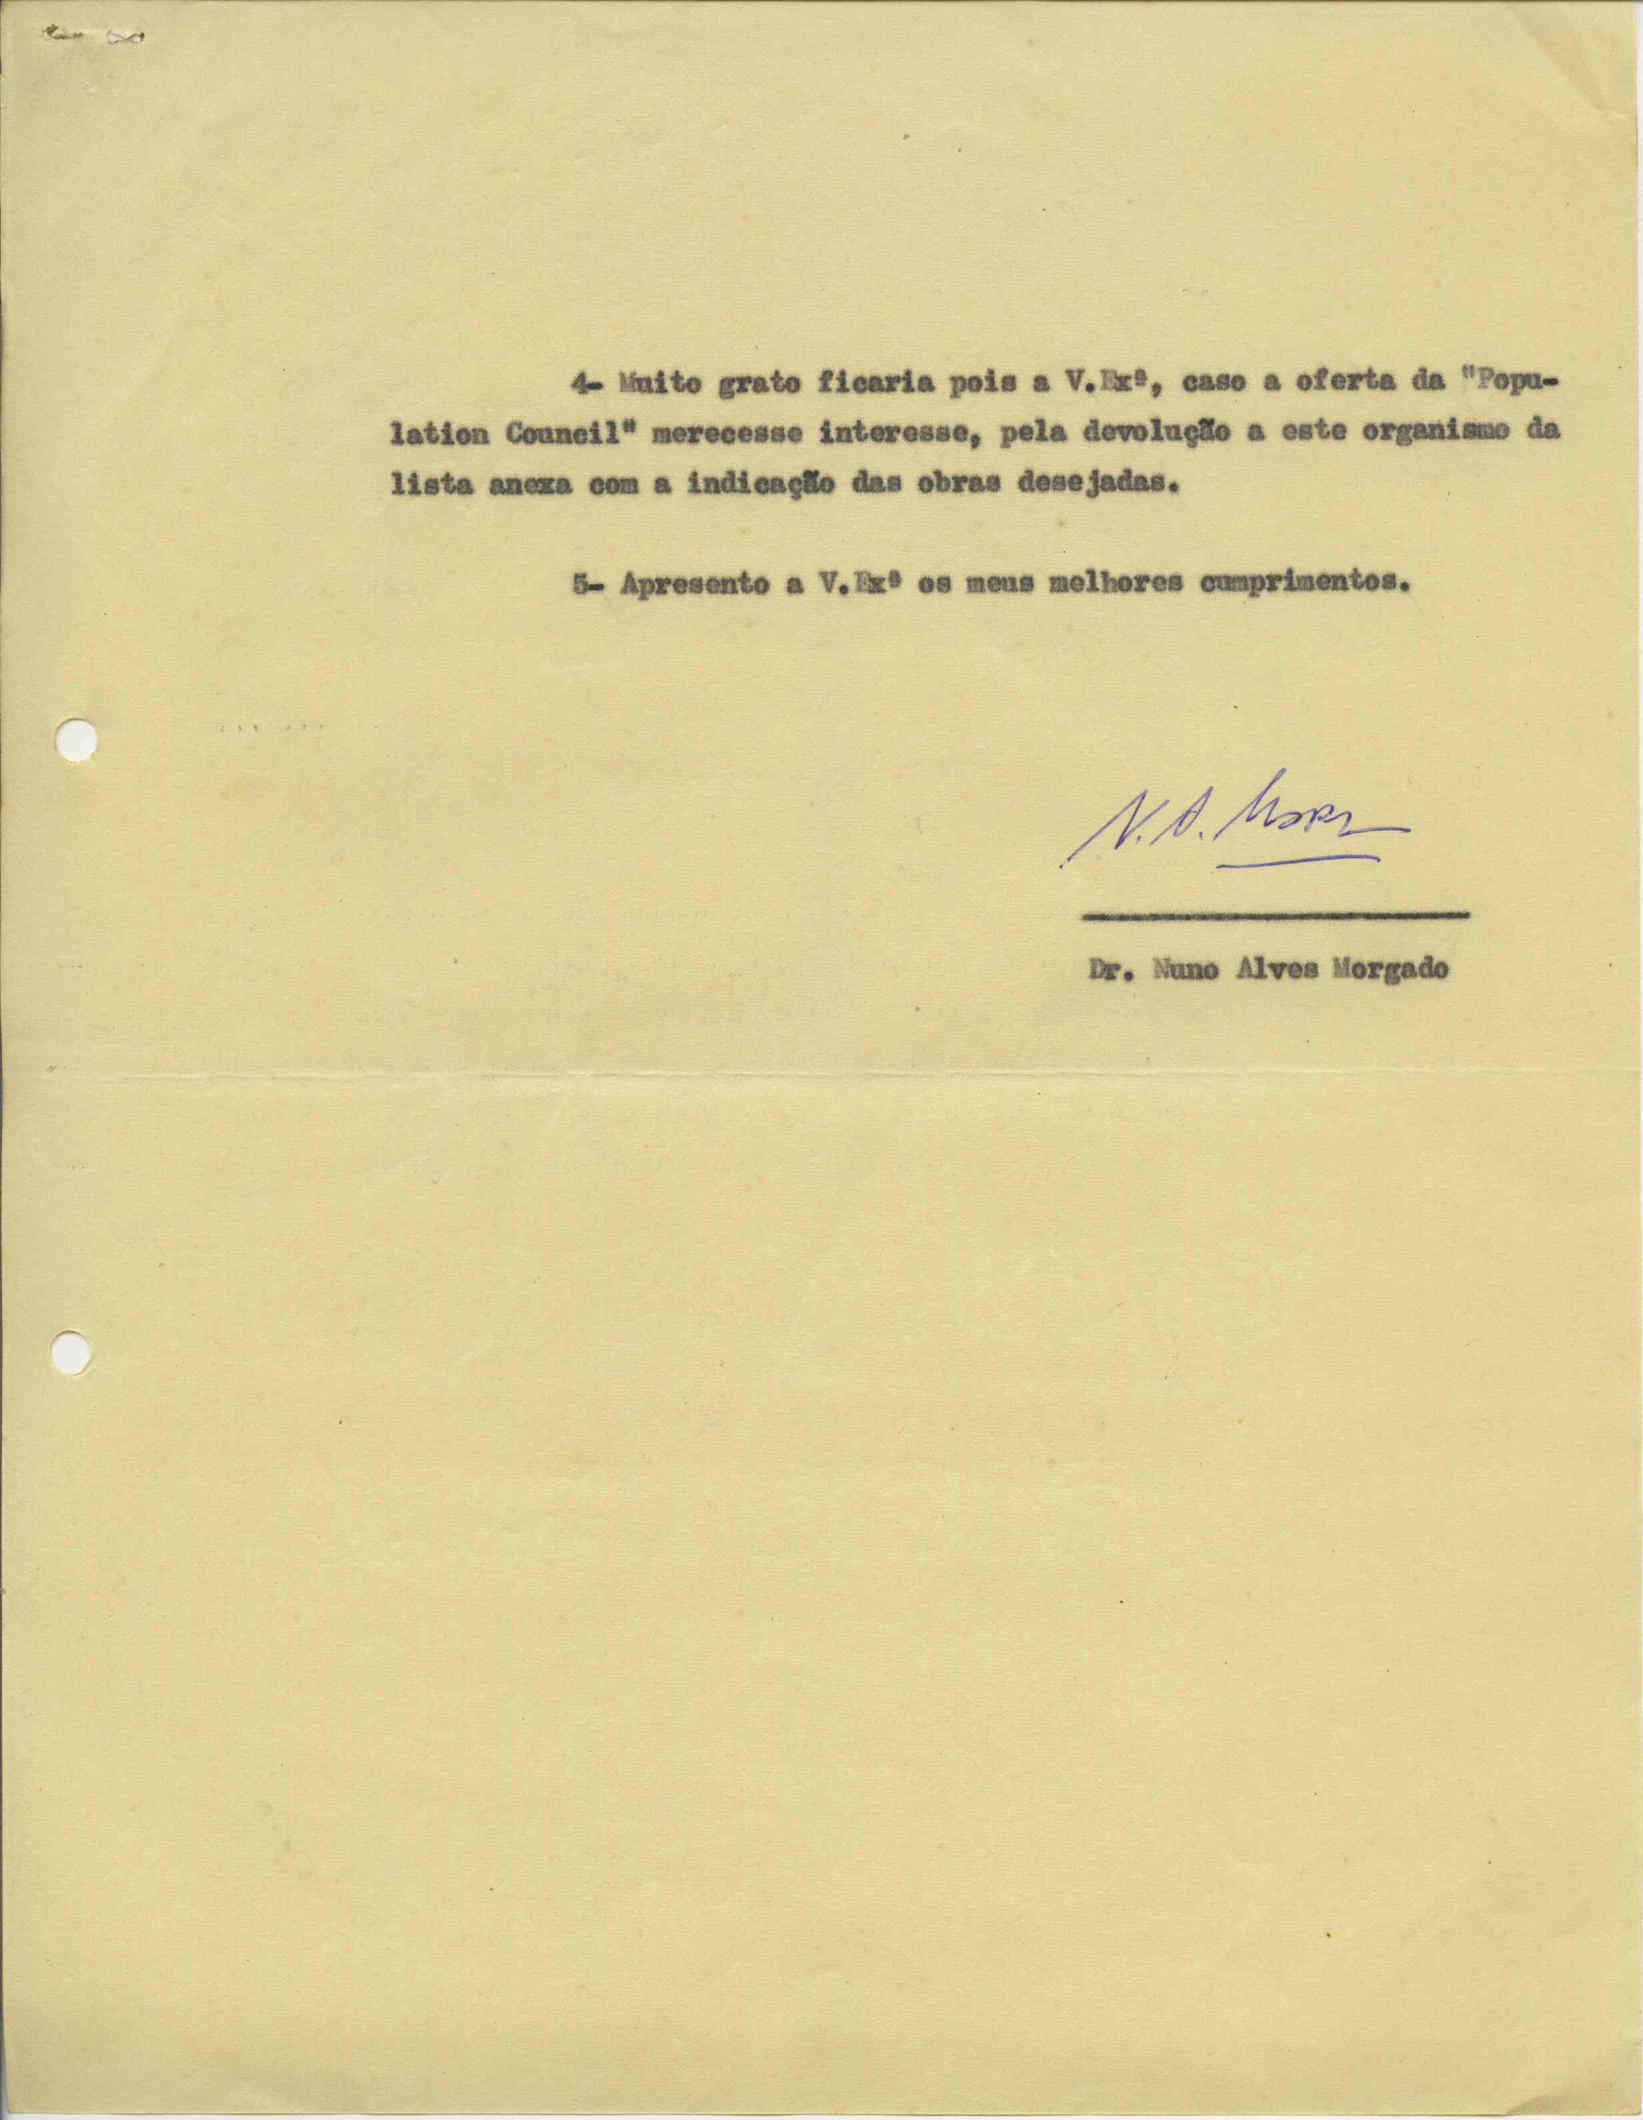 4- Muito grato ficaria pois a V.Exª, caso a oferta da "Popu-
lation Council" merecesse interesse, pela devolução a este organismo da
lista anexa com a indicação das obras desejadas.
5- Apresento a V.Exª os meus melhores cumprimentos.
N. A.
Dr. Nuno Alves Morgado